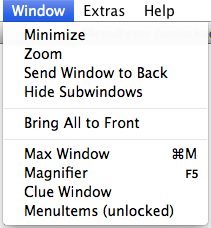 Window Extras Help
Minimize
Zoom
Send Window to Back
Hide Subwindows
Bring All to Front
Max Window ⌘M
Magnifier F5
Clue Window
MenuItems (unlocked)